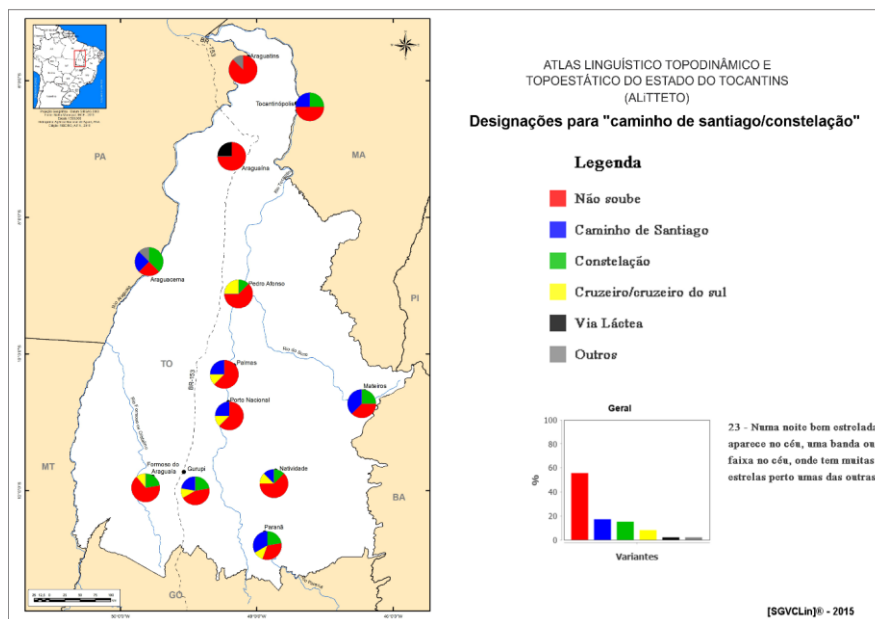 ATLAS LINGUÍSTICO TOPODINÂMICO E
TOPOESTÁTICO DO ESTADO DO TOCANTINS
(ALiTTETO)
Designações para "caminho de santiago/constelação"
Legenda
Não soube
Caminho de Santiago
Constelação
Cruzeiro/cruzeiro do sul
Via Láctea
Outros
Geral
100
80
60
40
20
0
%
Variantes
23 - Numa noite bem estrelada
aparece no céu, uma banda ou
faixa no céu, onde tem muitas
estrelas perto umas das outras
[SGVCLin]® - 2015
BR-153
Araguatins
Tocantinópolis
Araguaína
PA
MA
Araguacema
Pedro Afonso
PI
TO
BR-153
Palmas
Mateiros
Porto Nacional
MT
Formoso do
Araguaia
Gurupi
Natividade
BA
Paranã
GO